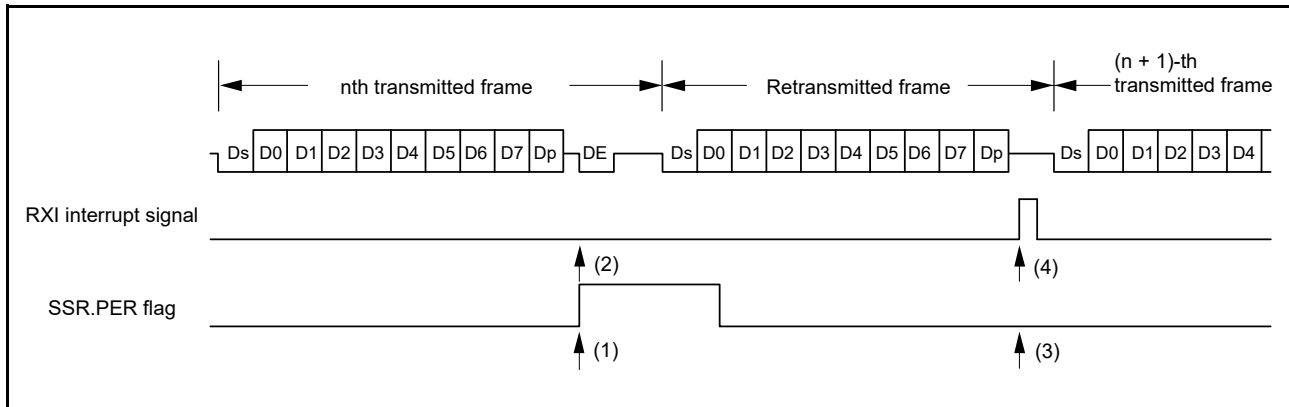 (n + 1)-th
nth transmitted frame Retransmitted frame transmitted frame
Ds D0 D1 D2 D3 D4 D5 D6 D7 Dp DE Ds D0 D1 D2 D3 D4 D5 D6 D7 Dp Ds D0 D1 D2 D3 D4
RXI interrupt signal
(2) (4)
SSR.PER flag
(1) (3)